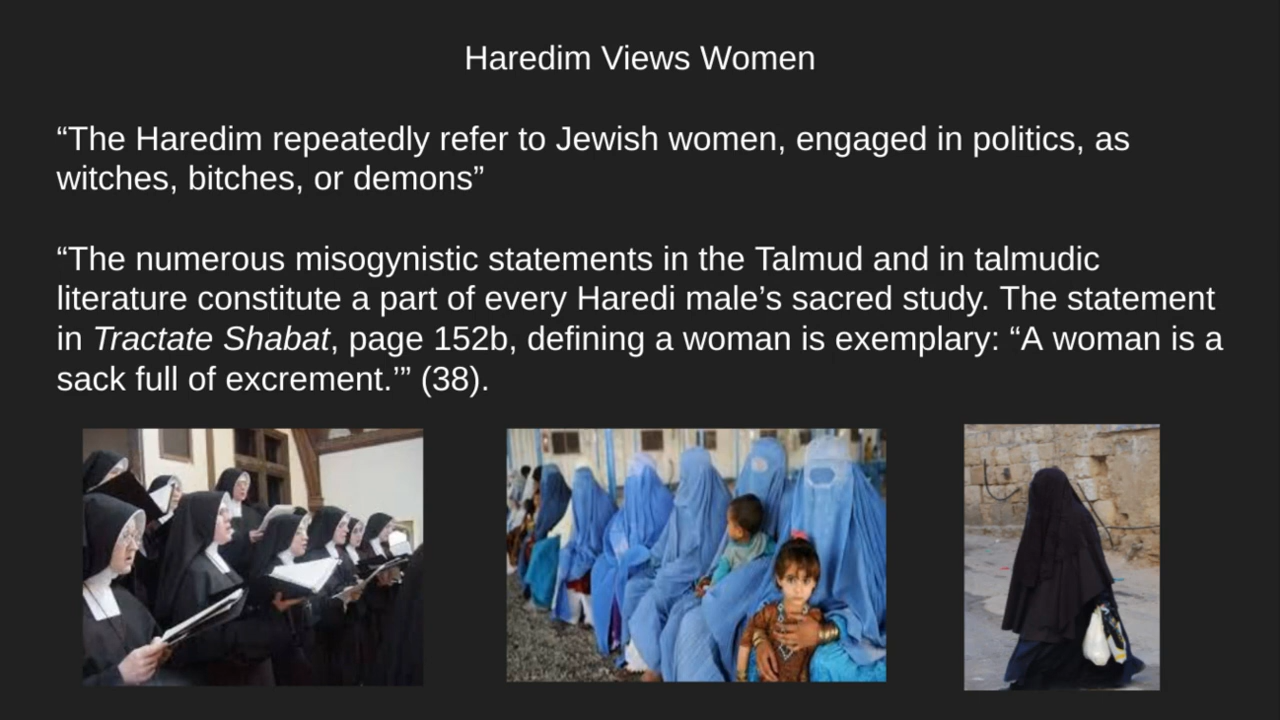 Haredim Views Women
“The Haredim repeatedly refer to Jewish women, engaged in politics, as
witches, bitches, or demons”
“The numerous misogynistic statements in the Talmud and in talmudic
literature constitute a part of every Haredi male’s sacred study. The statement
in Tractate Shabat, page 152b, defining a woman is exemplary: “A woman is a
sack full of excrement.’” (38).